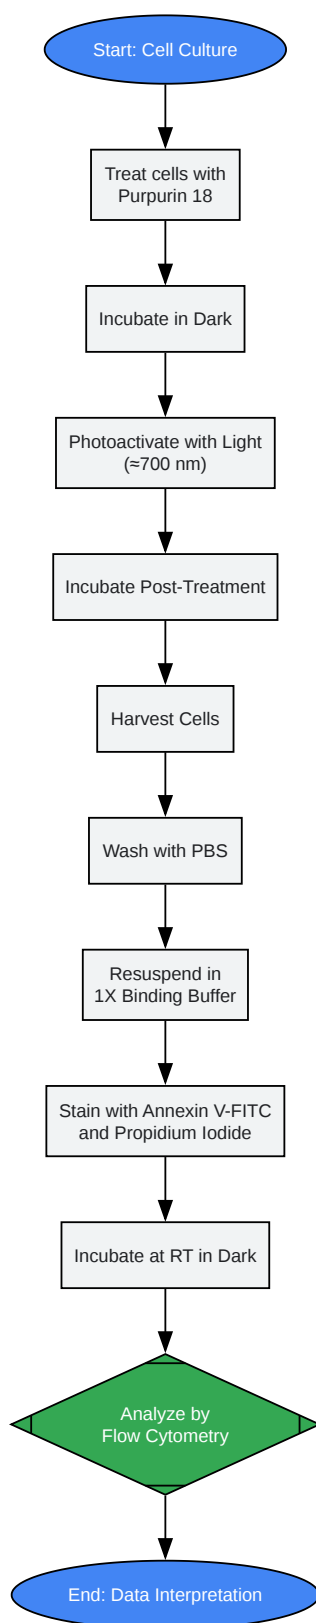 Start: Cell Culture
Treat cells with
Purpurin 18
Incubate in Dark
Photoactivate with Light
(≈700 nm)
Incubate Post-Treatment
Harvest Cells
Wash with PBS
Resuspend in
1X Binding Buffer
Stain with Annexin V-FITC
and Propidium Iodide
Incubate at RT in Dark
Analyze by
Flow Cytometry
End: Data Interpretation